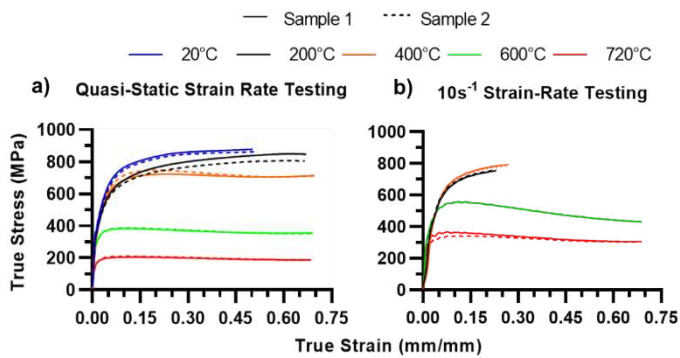 Sample 1 Sample 2
20°C 200°C 400°C 600°C 720°C
a) Quasi-Static Strain Rate Testing b) 10s⁻¹ Strain-Rate Testing
True Stress (MPa)
1000
800
600
400
200
0
0.00 0.15 0.30 0.45 0.60 0.75
1000
800
600
400
200
0
0.00 0.15 0.30 0.45 0.60 0.75
True Strain (mm/mm)